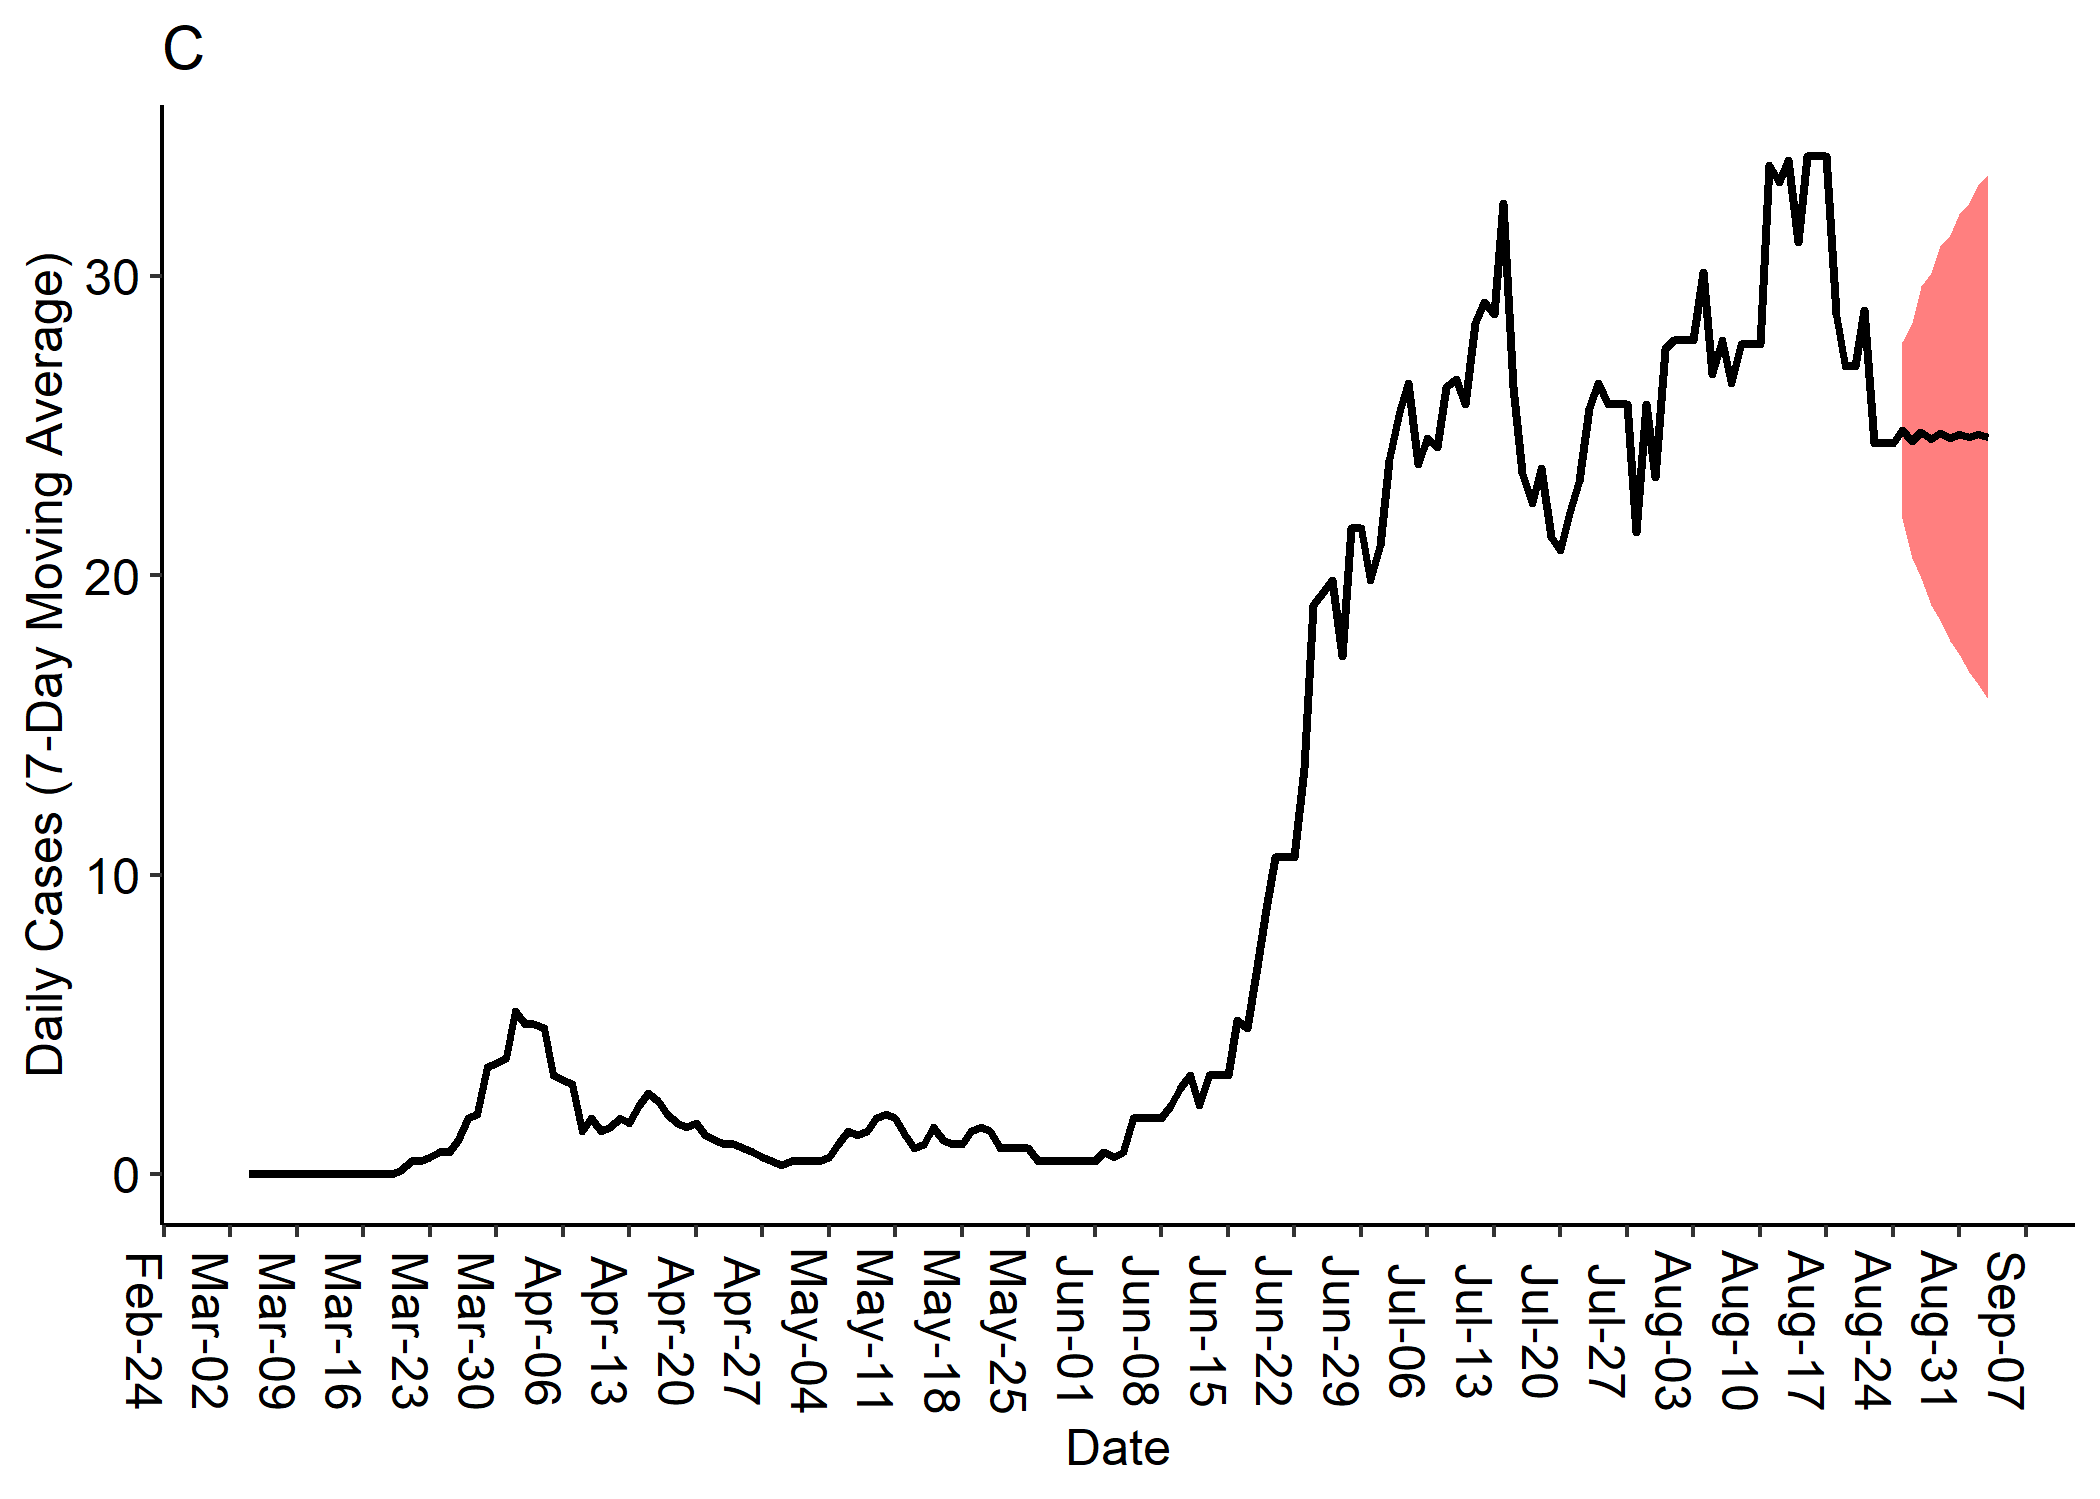 C
Daily Cases (7-Day Moving Average)
30
20
10
0
Feb-24
Mar-02
Mar-09
Mar-16
Mar-23
Mar-30
Apr-06
Apr-13
Apr-20
Apr-27
May-04
May-11
May-18
May-25
Jun-01
Jun-08
Jun-15
Jun-22
Jun-29
Jul-06
Jul-13
Jul-20
Jul-27
Aug-03
Aug-10
Aug-17
Aug-24
Aug-31
Sep-07
Date